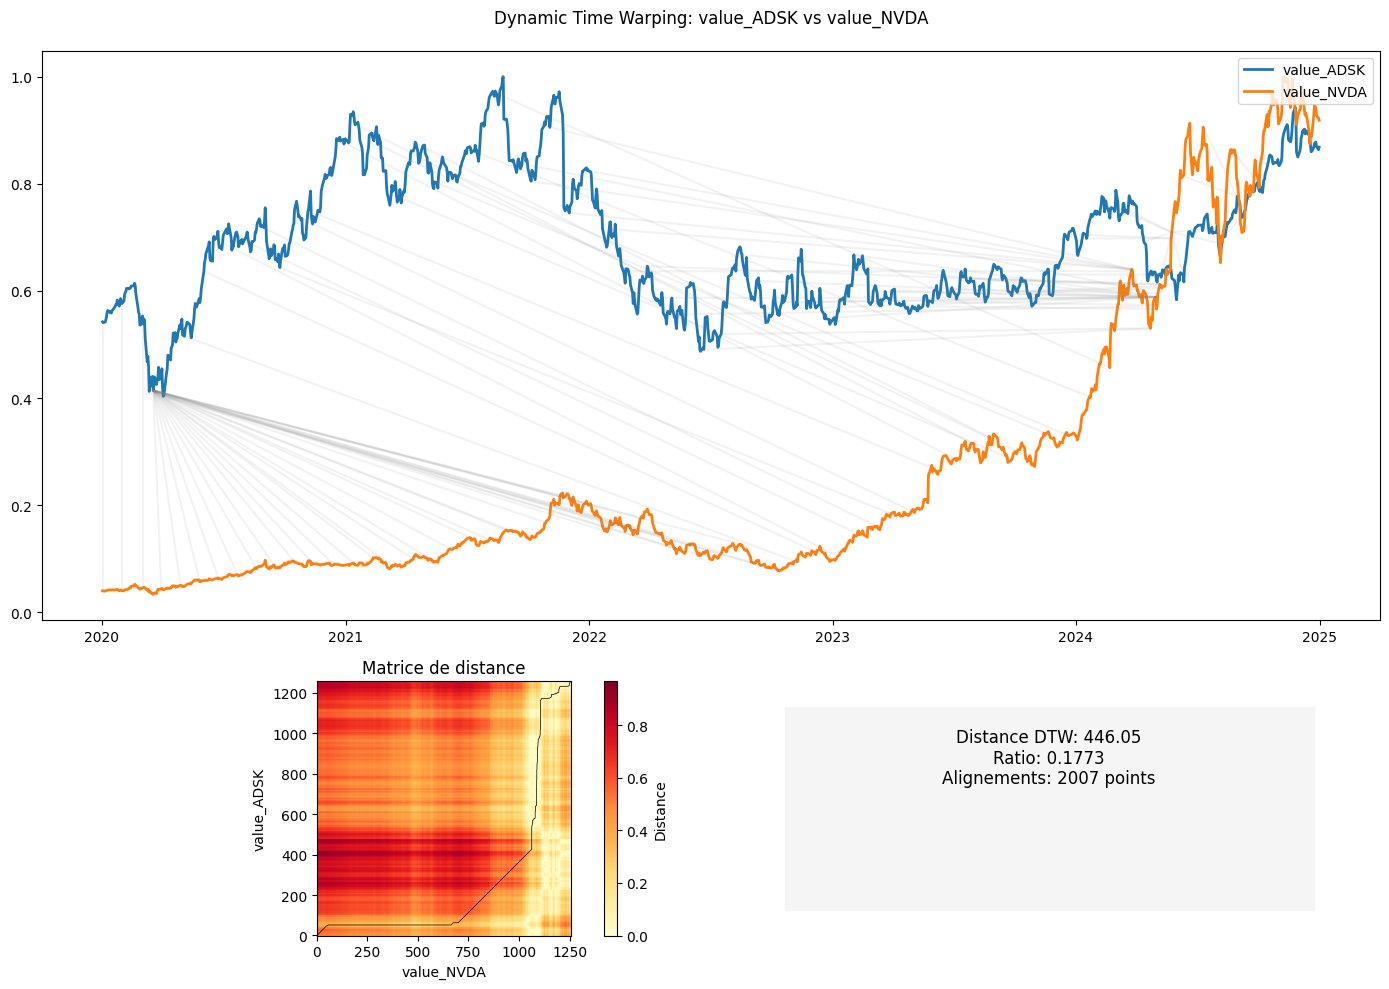 Dynamic Time Warping: value_ADSK vs value_NVDA
value_ADSK
value_NVDA
1.0
0.8
0.6
0.4
0.2
0.0
2020 2021 2022 2023 2024 2025
Matrice de distance
value_ADSK
1200
1000
800
600
400
200
0
0 250 500 750 1000 1250
value_NVDA
0.8
0.6
0.4
0.2
0.0
Distance
Distance DTW: 446.05
Ratio: 0.1773
Alignements: 2007 points